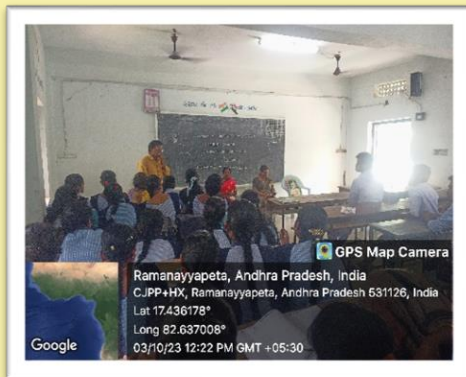 GPS Map Camera
Ramanayyapeta, Andhra Pradesh, India
CJPP+HX, Ramanayyapeta, Andhra Pradesh 531126, India
Lat 17.436178°
Long 82.637008°
03/10/23 12:22 PM GMT +05:30
Google